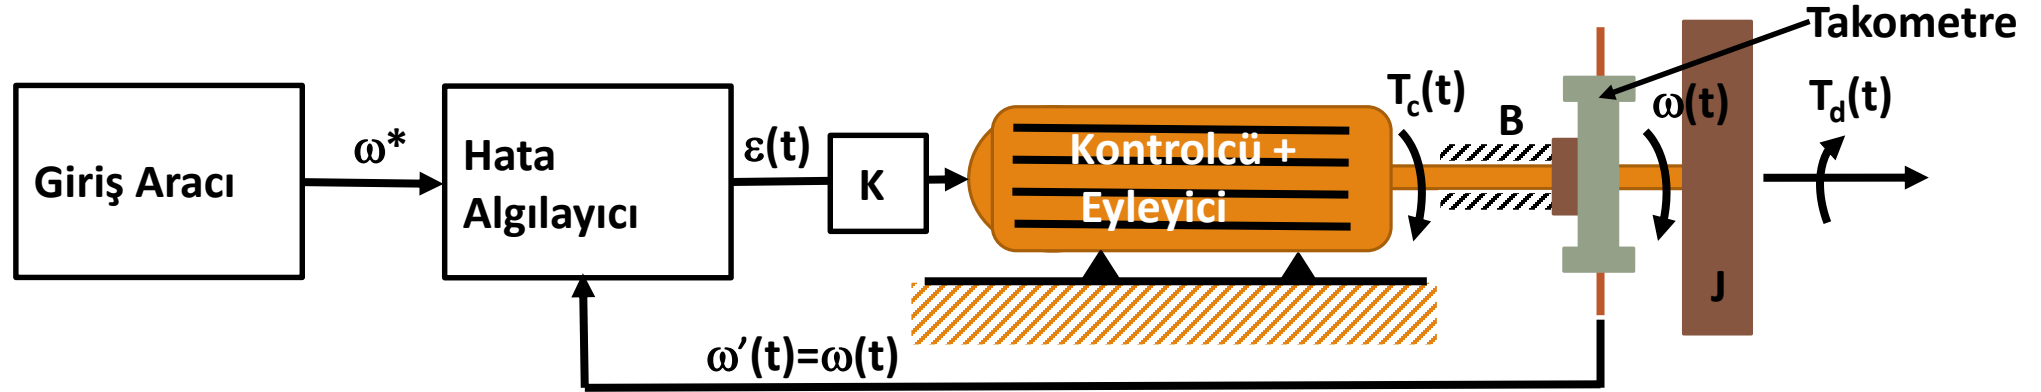 Takometre
Giriş Aracı
ω*
Hata
Algılayıcı
ε(t)
K
Kontrolcü +
Eyleyici
Tc(t)
B
ω(t)
J
Td(t)
ω′(t)=ω(t)